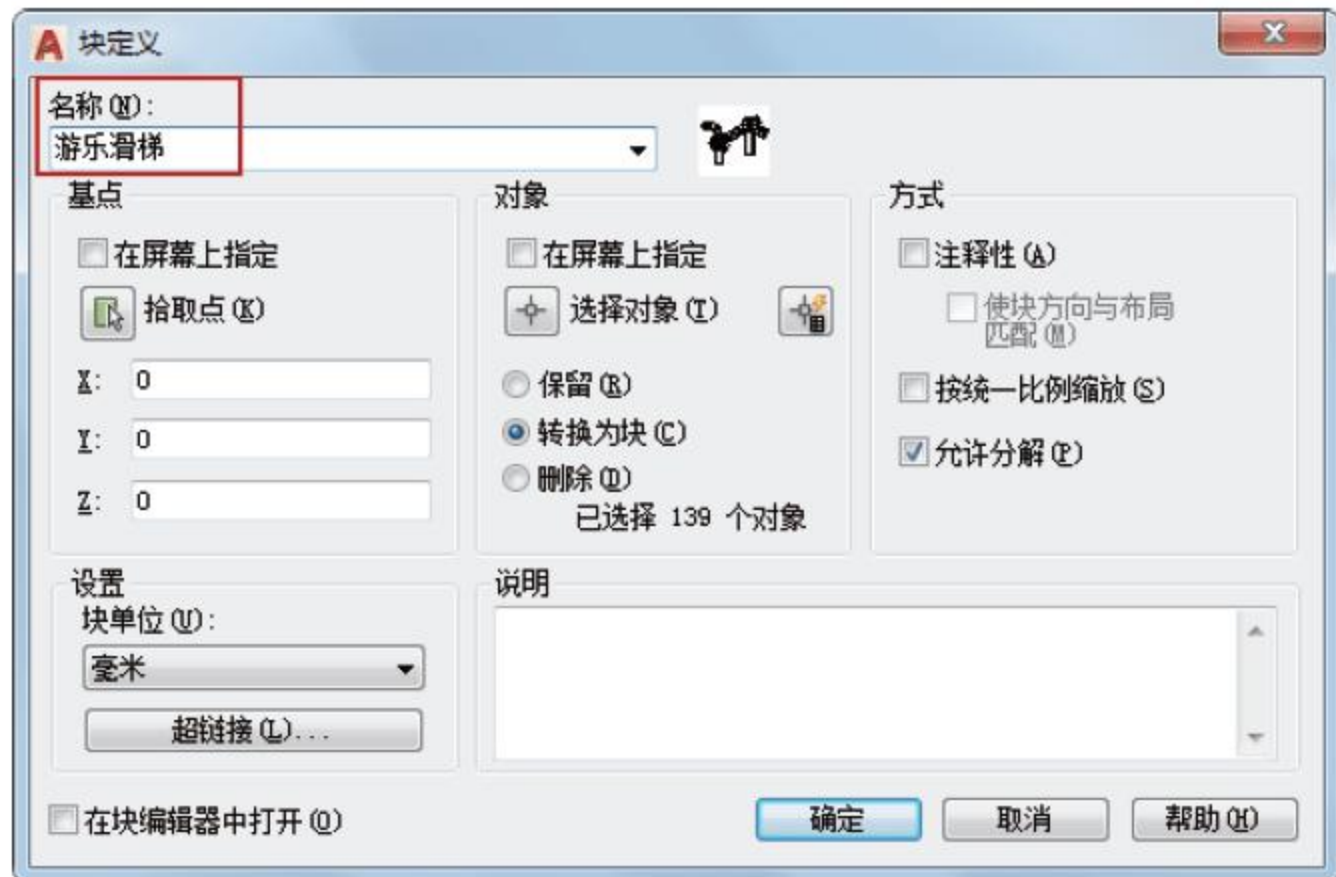 块定义
名称(N):
游乐滑梯
基点
在屏幕上指定
拾取点(K)
X: 0
Y: 0
Z: 0
对象
在屏幕上指定
选择对象(T)
保留(R)
转换为块(C)
删除(D)
已选择 139 个对象
方式
注释性(A)
使块方向与布局
匹配(M)
按统一比例缩放(S)
允许分解(P)
设置
块单位(U):
毫米
超链接(L)...
说明
在块编辑器中打开(O)
确定
取消
帮助(H)